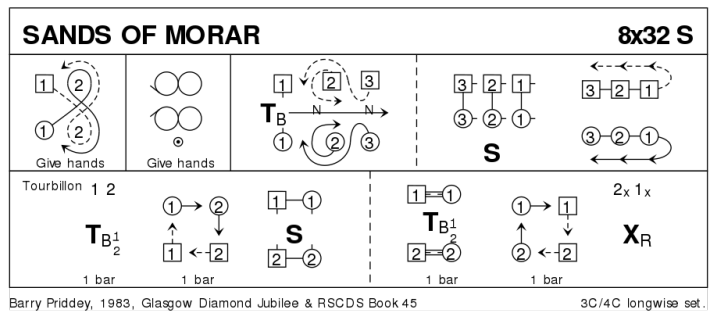 SANDS OF MORAR 8x32 S
1 2 1 2
Give hands
Give hands
1 2 3
T B N N
1 2 3
3 2 1
3 2 1
S
3 2 1
3 2 1
Tourbillon 1 2
T B 1 2
1 bar
1 2
1 2
1 bar
1 1
S
2 2
1 1
T B 1 2
2 2
1 bar
1 1
2 2
1 bar
2x 1x
X R
Barry Priddey, 1983, Glasgow Diamond Jubilee & RSCDS Book 45 3C/4C longwise set.